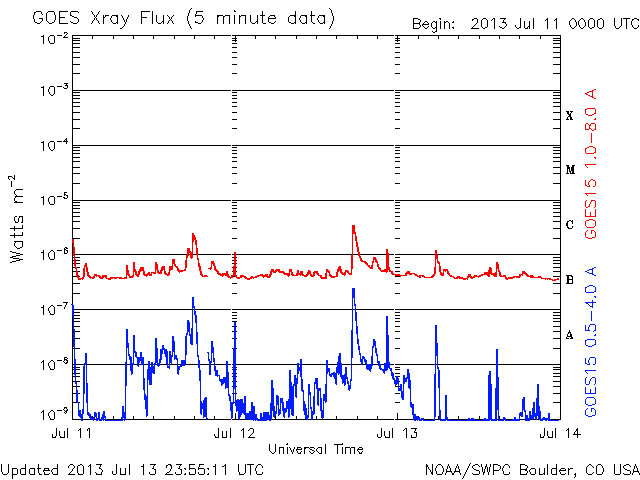 GOES Xray Flux (5 minute data)
Begin: 2013 Jul 11 0000 UTC
10⁻²
10⁻³
10⁻⁴
10⁻⁵
10⁻⁶
10⁻⁷
10⁻⁸
10⁻⁹
Watts m⁻²
X
M
C
B
A
GOES15 1.0-8.0 A
GOES15 0.5-4.0 A
Jul 11
Jul 12
Jul 13
Jul 14
Universal Time
Updated 2013 Jul 13 23:55:11 UTC
NOAA/SWPC Boulder, CO USA